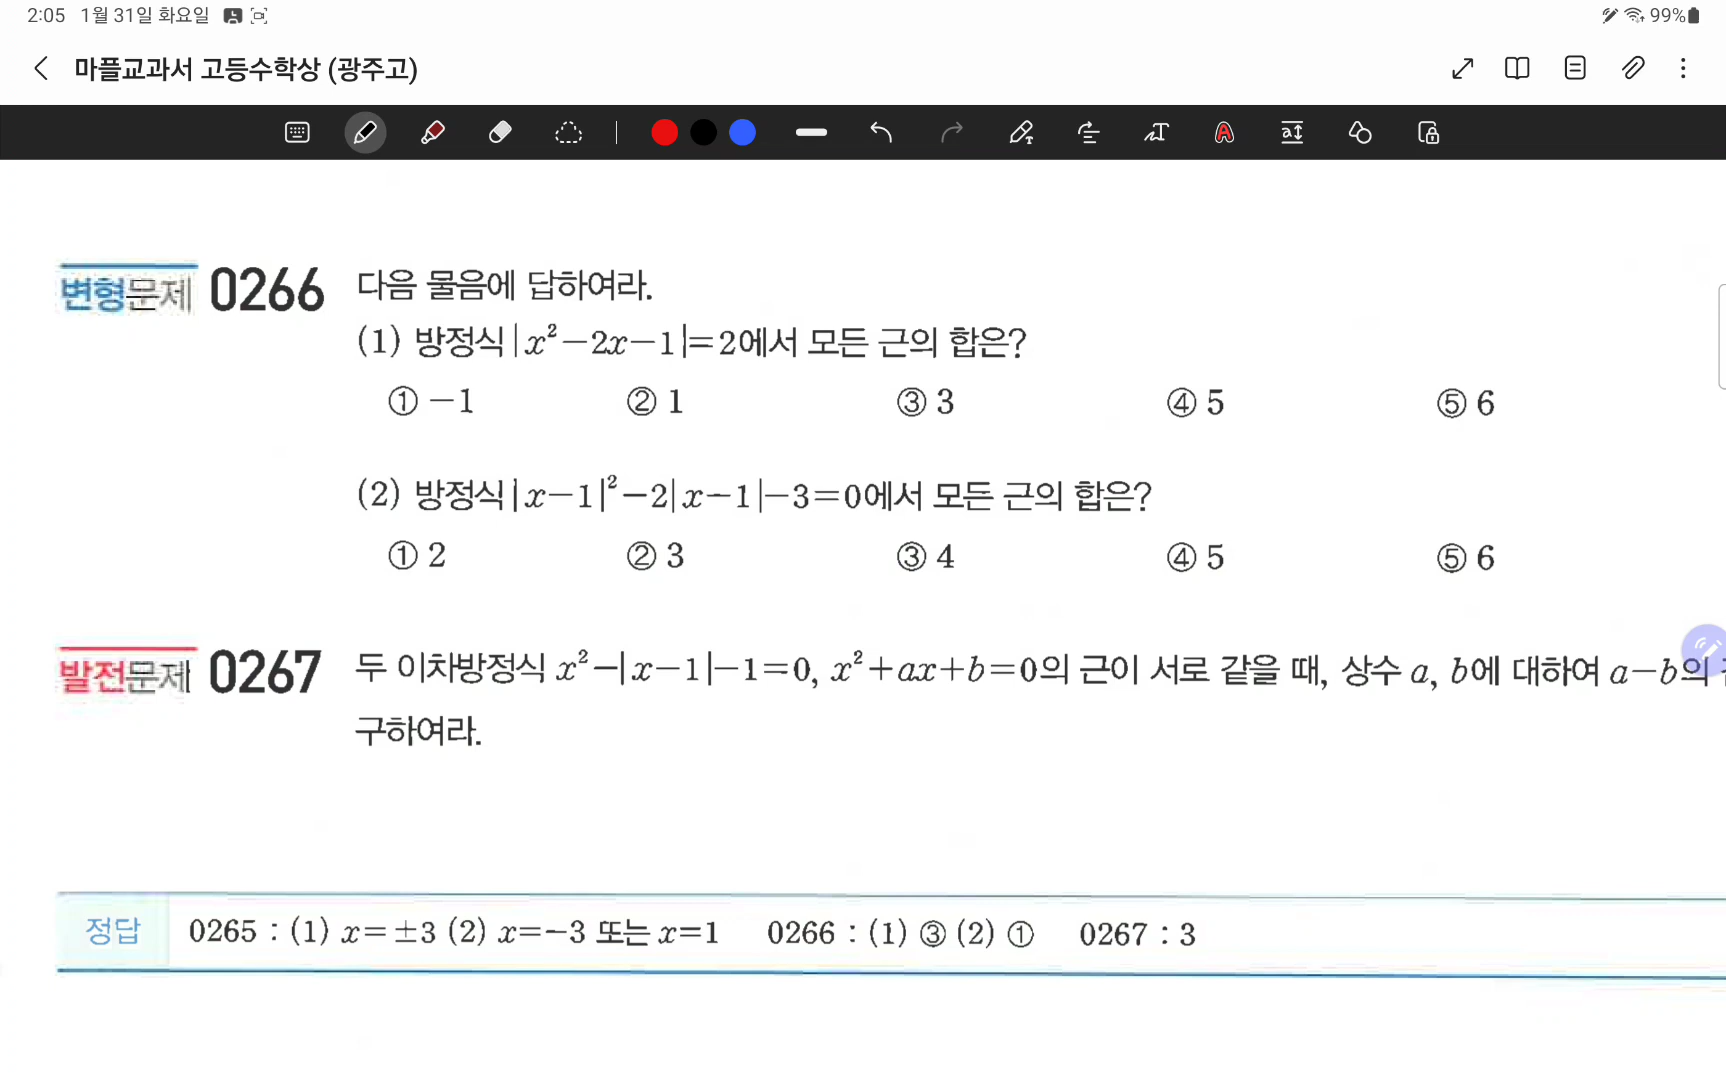 2:05 1월 31일 화요일 99%
마플교과서 고등수학상 (광주고)
변형문제 0266 다음 물음에 답하여라.
(1) 방정식 |x²-2x-1|=2에서 모든 근의 합은?
① -1 ② 1 ③ 3 ④ 5 ⑤ 6
(2) 방정식 |x-1|²-2|x-1|-3=0에서 모든 근의 합은?
① 2 ② 3 ③ 4 ④ 5 ⑤ 6
발전문제 0267 두 이차방정식 x²-|x-1|-1=0, x²+ax+b=0의 근이 서로 같을 때, 상수 a, b에 대하여 a-b의
구하여라.
정답 0265 : (1) x=±3 (2) x=-3 또는 x=1 0266 : (1) ③ (2) ① 0267 : 3